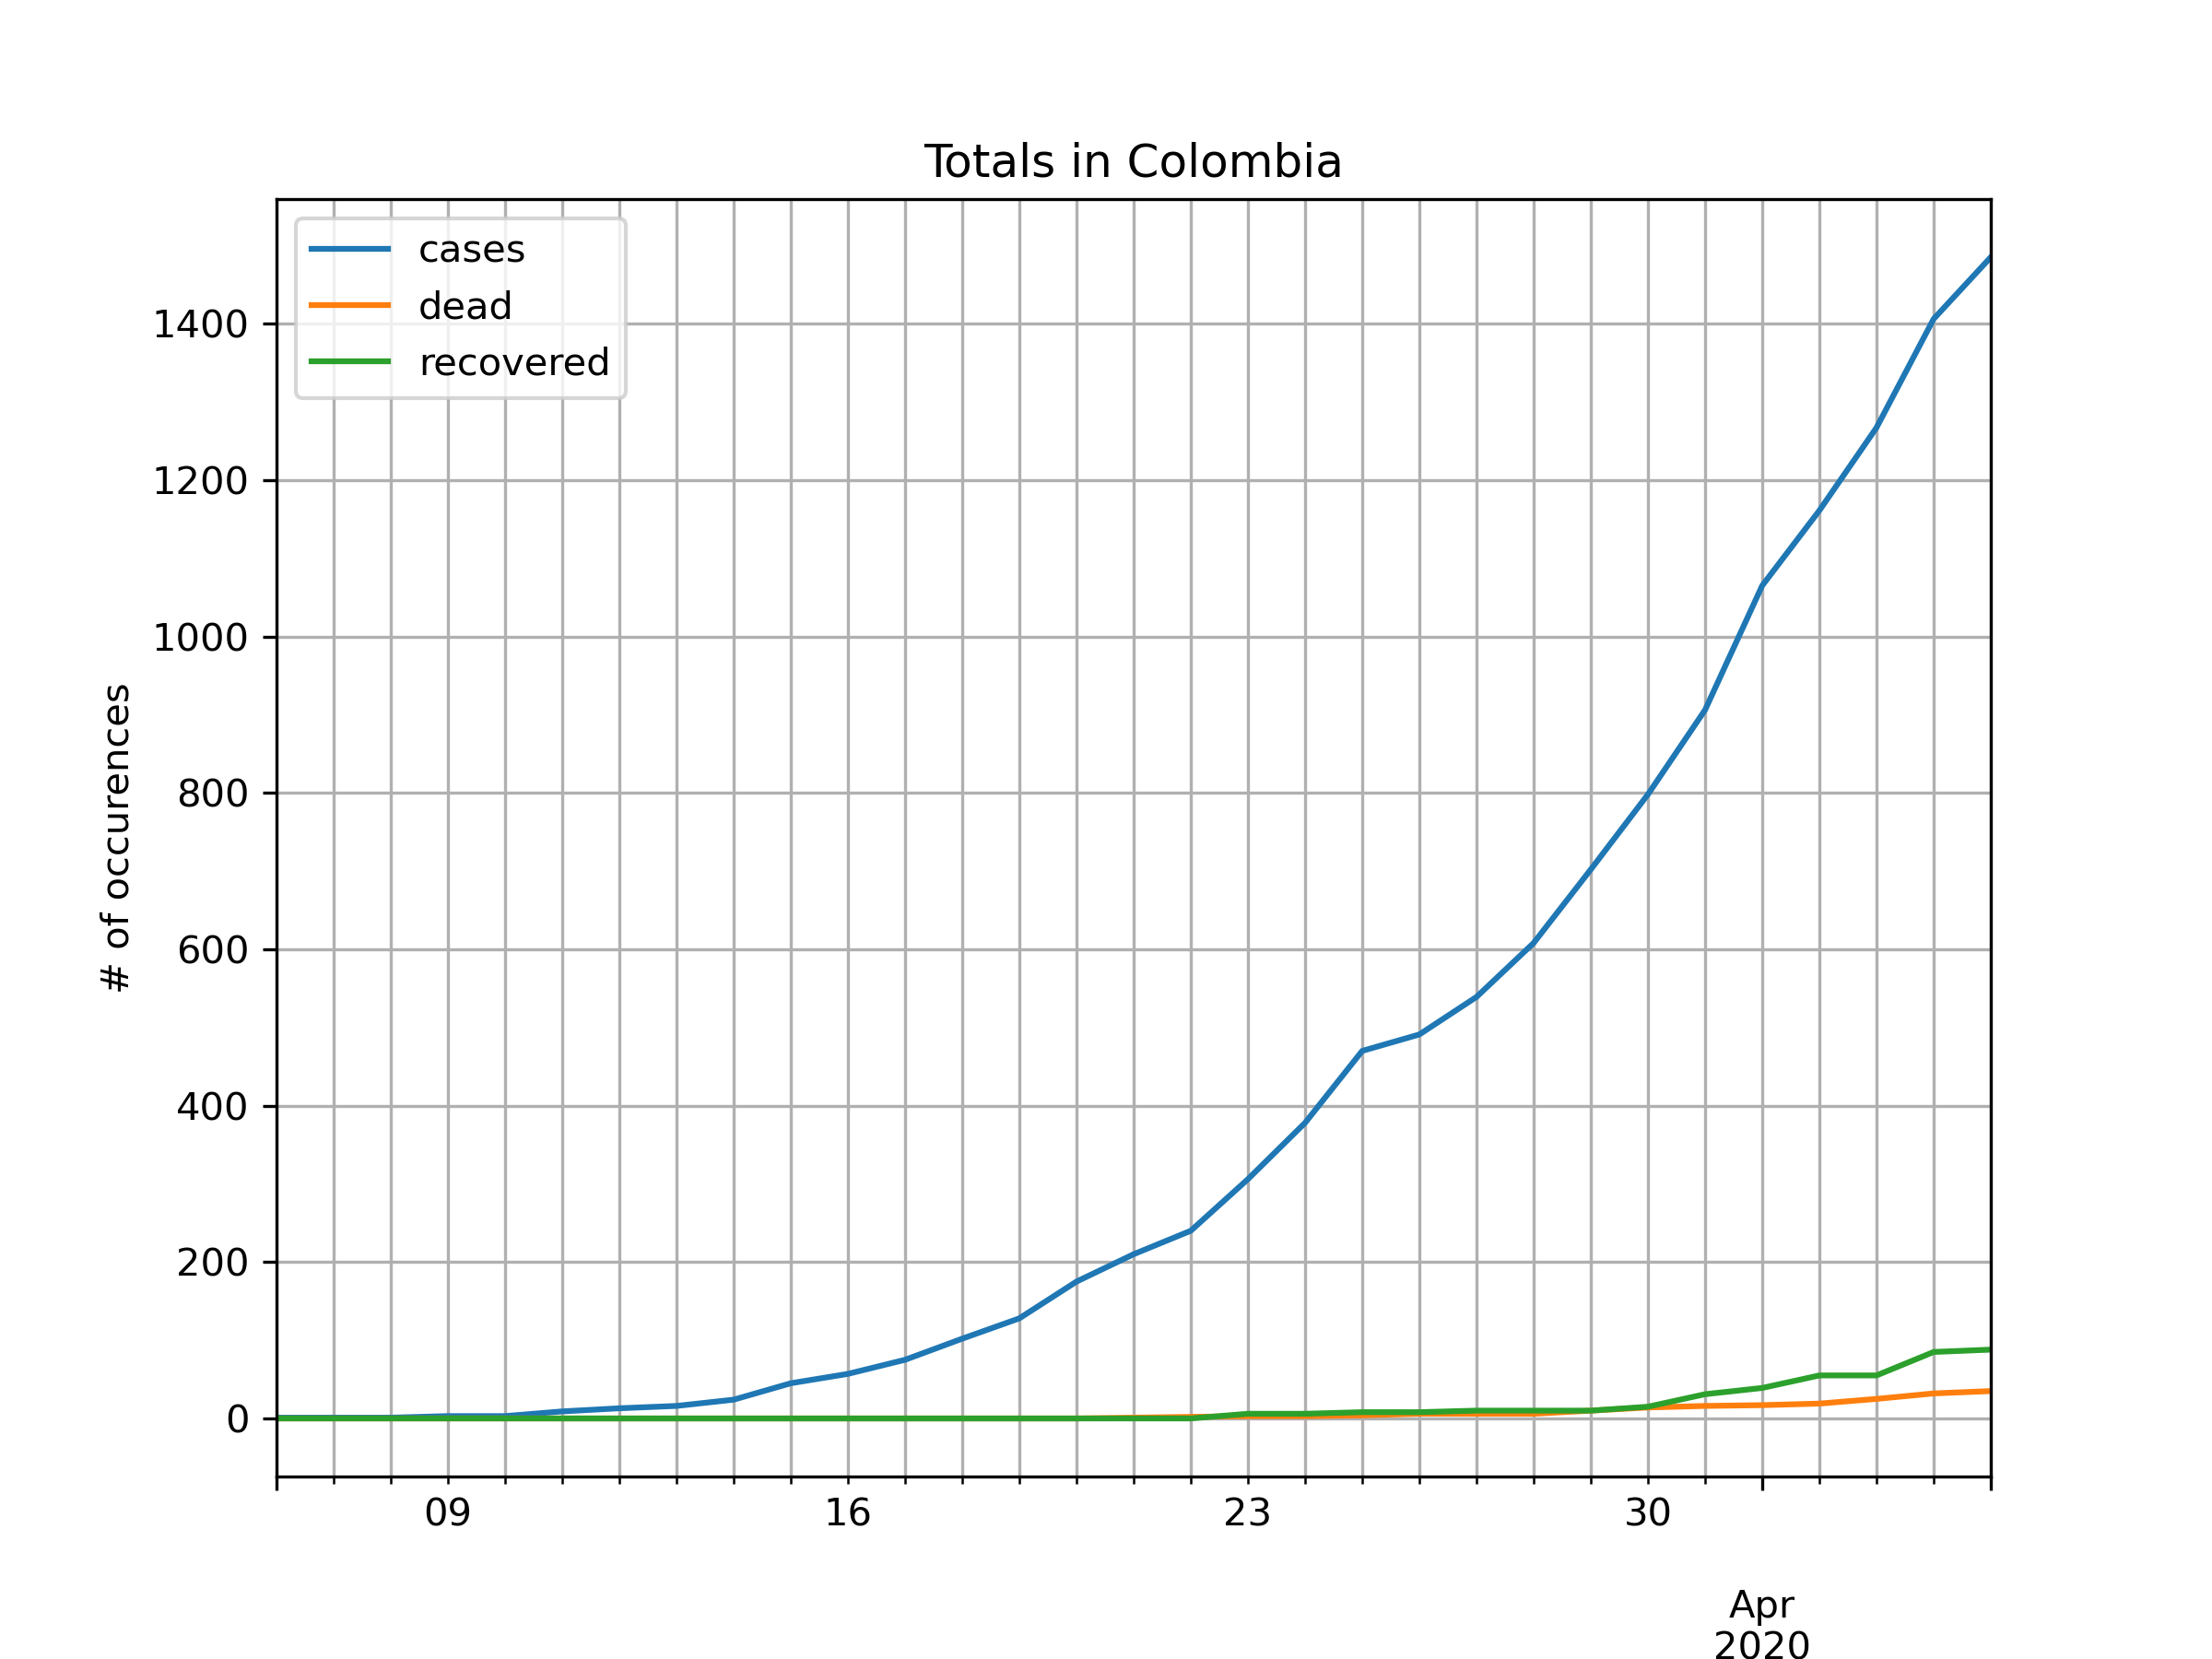 Totals in Colombia
cases
dead
recovered
# of occurences
1400
1200
1000
800
600
400
200
0
09 16 23 30
Apr
2020